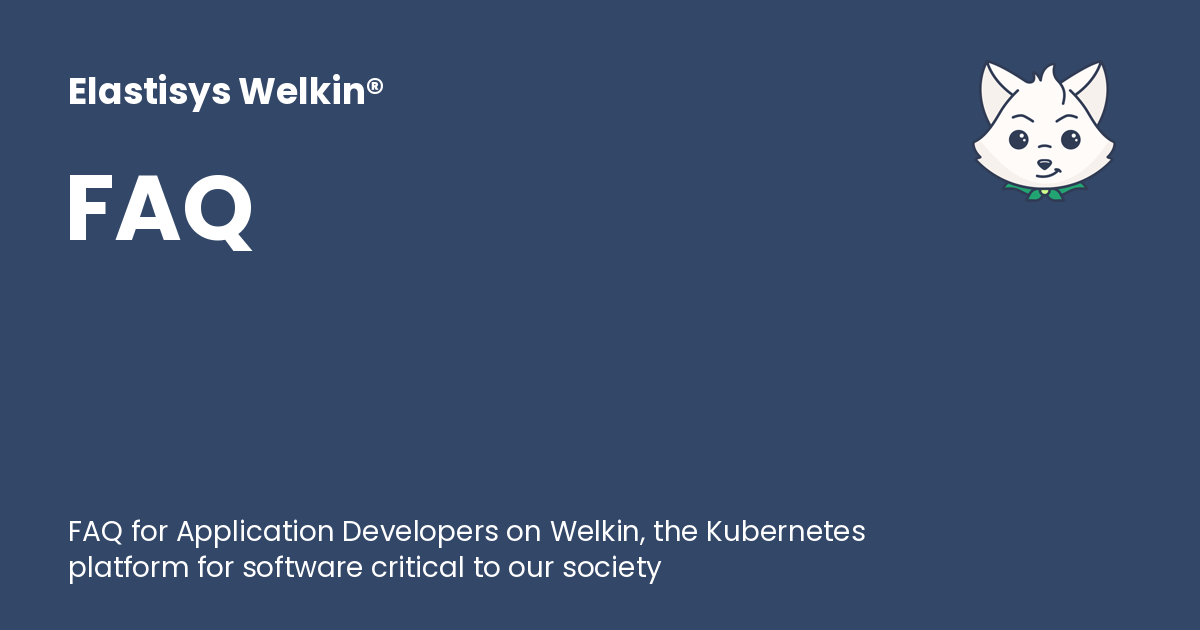 Elastisys Welkin®
FAQ
FAQ for Application Developers on Welkin, the Kubernetes
platform for software critical to our society